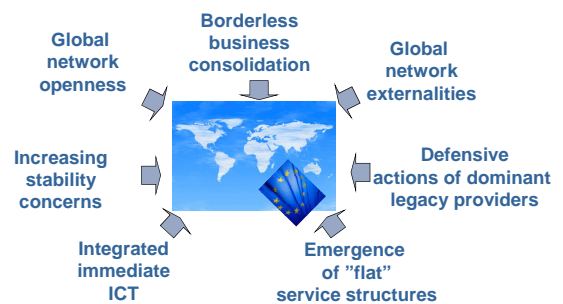 Borderless
business
consolidation
Global
network
openness
Global
network
externalities
Increasing
stability
concerns
Defensive
actions of dominant
legacy providers
Integrated
immediate
ICT
Emergence
of ”flat”
service structures